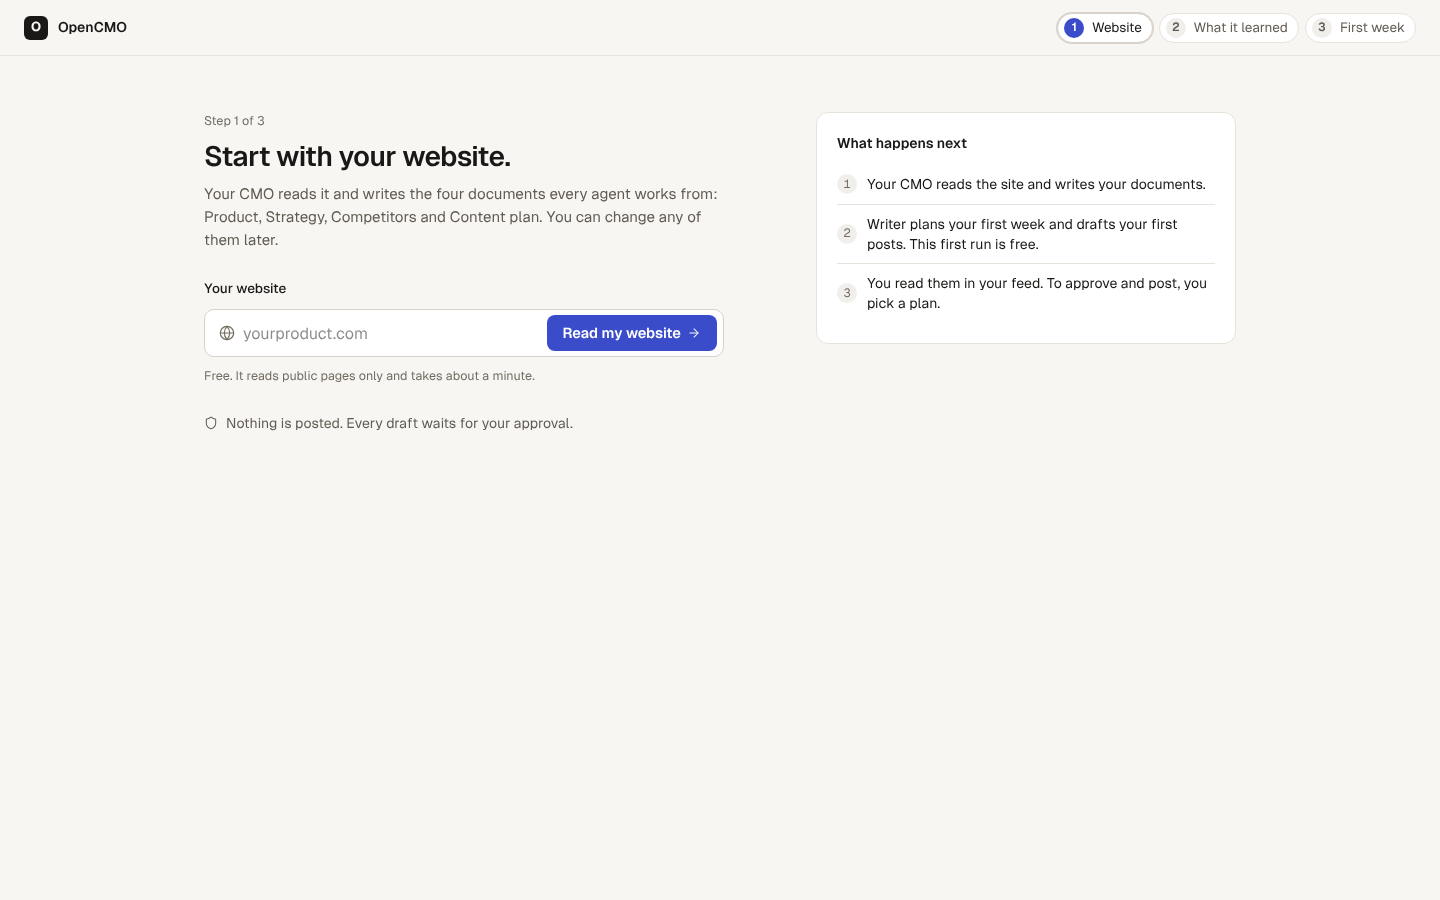 O OpenCMO
1 Website
2 What it learned
3 First week
Step 1 of 3
Start with your website.
Your CMO reads it and writes the four documents every agent works from:
Product, Strategy, Competitors and Content plan. You can change any of
them later.
Your website
yourproduct.com
Read my website →
Free. It reads public pages only and takes about a minute.
Nothing is posted. Every draft waits for your approval.
What happens next
1 Your CMO reads the site and writes your documents.
2 Writer plans your first week and drafts your first
posts. This first run is free.
3 You read them in your feed. To approve and post, you
pick a plan.